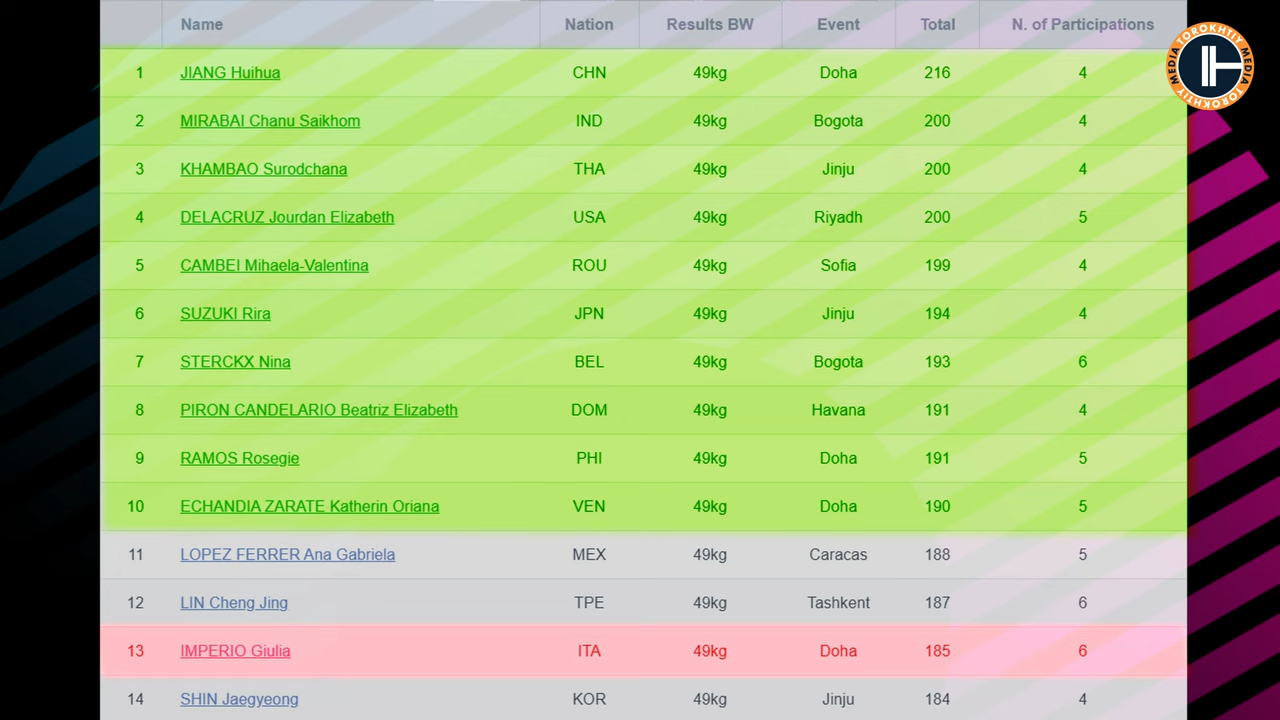 Name Nation Results BW Event Total N. of Participations
1 JIANG Huihua CHN 49kg Doha 216 4
2 MIRABAI Chanu Saikhom IND 49kg Bogota 200 4
3 KHAMBAO Surodchana THA 49kg Jinju 200 4
4 DELACRUZ Jourdan Elizabeth USA 49kg Riyadh 200 5
5 CAMBEI Mihaela-Valentina ROU 49kg Sofia 199 4
6 SUZUKI Rira JPN 49kg Jinju 194 4
7 STERCKX Nina BEL 49kg Bogota 193 6
8 PIRON CANDELARIO Beatriz Elizabeth DOM 49kg Havana 191 4
9 RAMOS Rosegie PHI 49kg Doha 191 5
10 ECHANDIA ZARATE Katherin Oriana VEN 49kg Doha 190 5
11 LOPEZ FERRER Ana Gabriela MEX 49kg Caracas 188 5
12 LIN Cheng Jing TPE 49kg Tashkent 187 6
13 IMPERIO Giulia ITA 49kg Doha 185 6
14 SHIN Jaegyeong KOR 49kg Jinju 184 4
TOROKHTIY MEDIA TOROKHTIY MEDIA